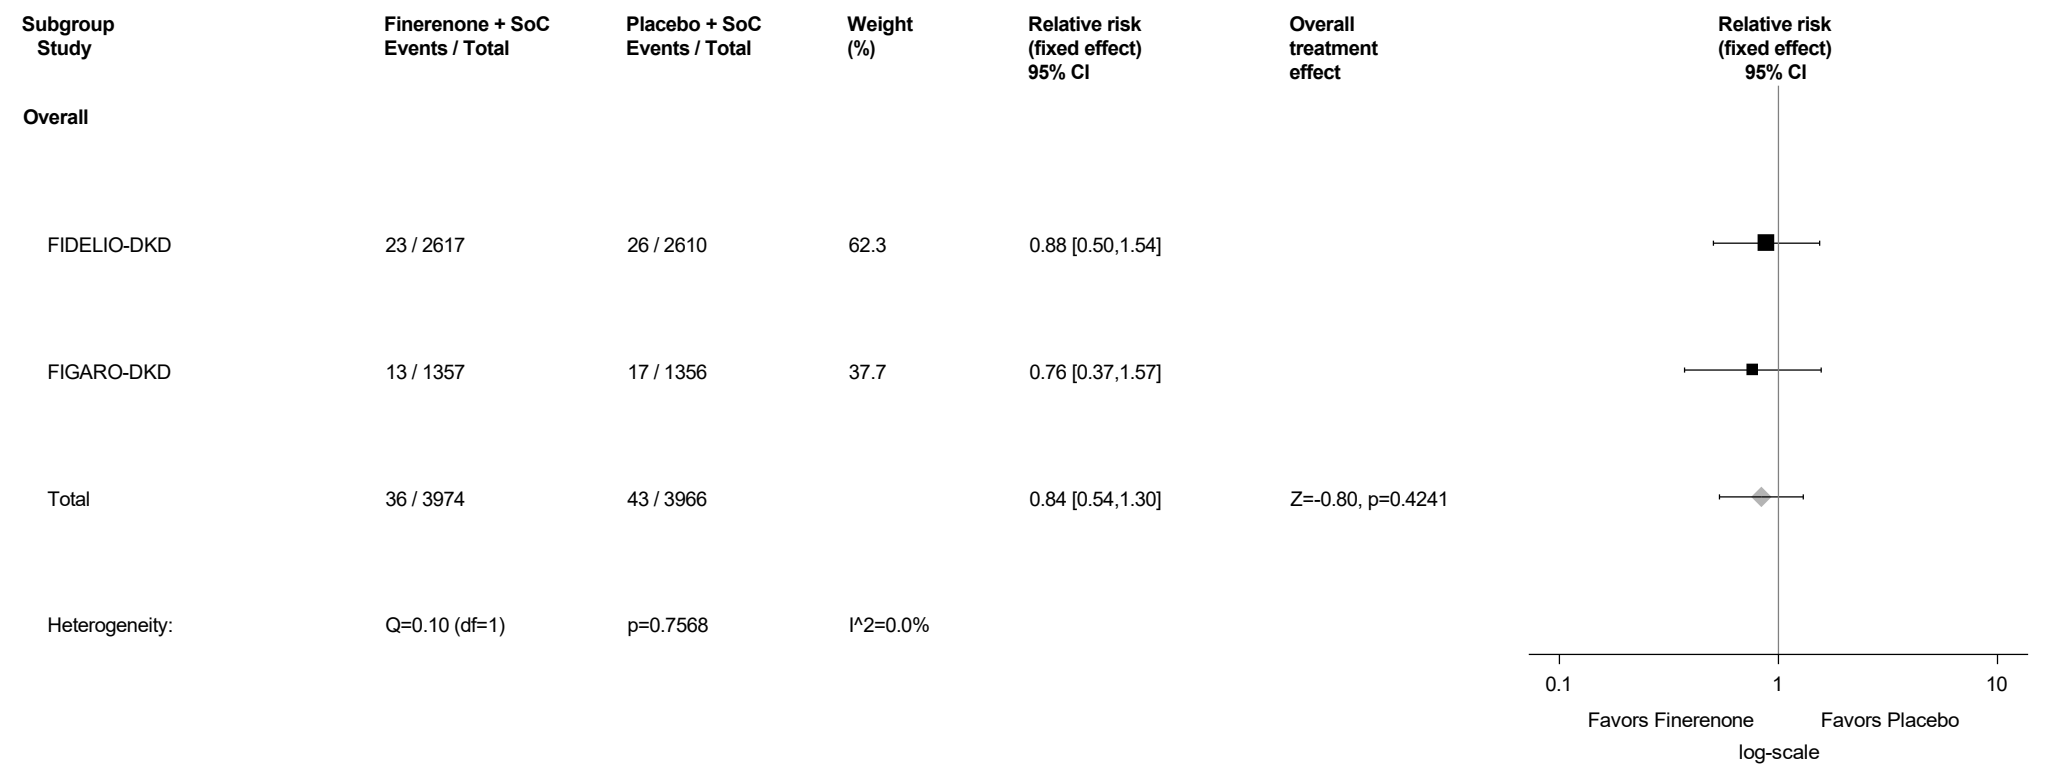 Subgroup Finerenone + SoC Placebo + SoC Weight Relative risk Overall Relative risk
Study Events / Total Events / Total (%) (fixed effect) treatment (fixed effect)
95% CI effect 95% CI
Overall
FIDELIO-DKD 23 / 2617 26 / 2610 62.3 0.88 [0.50,1.54]
FIGARO-DKD 13 / 1357 17 / 1356 37.7 0.76 [0.37,1.57]
Total 36 / 3974 43 / 3966 0.84 [0.54,1.30] Z=-0.80, p=0.4241
Heterogeneity: Q=0.10 (df=1) p=0.7568 I^2=0.0%
0.1 1 10
Favors Finerenone Favors Placebo
log-scale